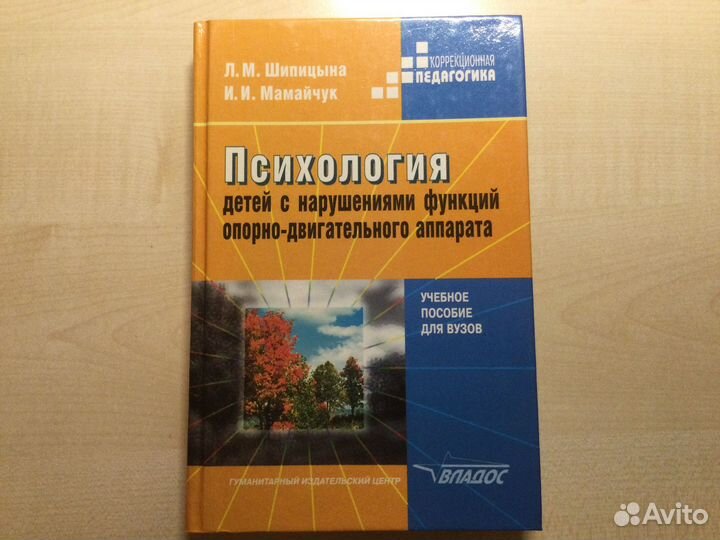 Л. М. Шипицына
И. И. Мамайчук
КОРРЕКЦИОННАЯ
ПЕДАГОГИКА
Психология
детей с нарушениями функций
опорно-двигательного аппарата
УЧЕБНОЕ
ПОСОБИЕ
ДЛЯ ВУЗОВ
ГУМАНИТАРНЫЙ ИЗДАТЕЛЬСКИЙ ЦЕНТР
ВЛАДОС
Avito